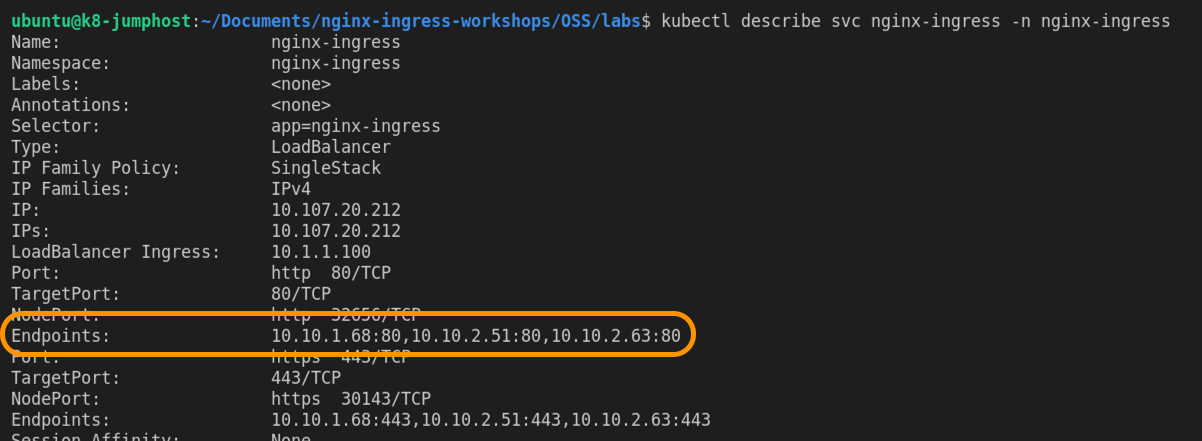 ubuntu@k8-jumphost:~/Documents/nginx-ingress-workshops/OSS/labs$ kubectl describe svc nginx-ingress -n nginx-ingress
Name: nginx-ingress
Namespace: nginx-ingress
Labels: <none>
Annotations: <none>
Selector: app=nginx-ingress
Type: LoadBalancer
IP Family Policy: SingleStack
IP Families: IPv4
IP: 10.107.20.212
IPs: 10.107.20.212
LoadBalancer Ingress: 10.1.1.100
Port: http 80/TCP
TargetPort: 80/TCP
NodePort: http 32656/TCP
Endpoints: 10.10.1.68:80,10.10.2.51:80,10.10.2.63:80
Port: https 443/TCP
TargetPort: 443/TCP
NodePort: https 30143/TCP
Endpoints: 10.10.1.68:443,10.10.2.51:443,10.10.2.63:443
Session Affinity: None